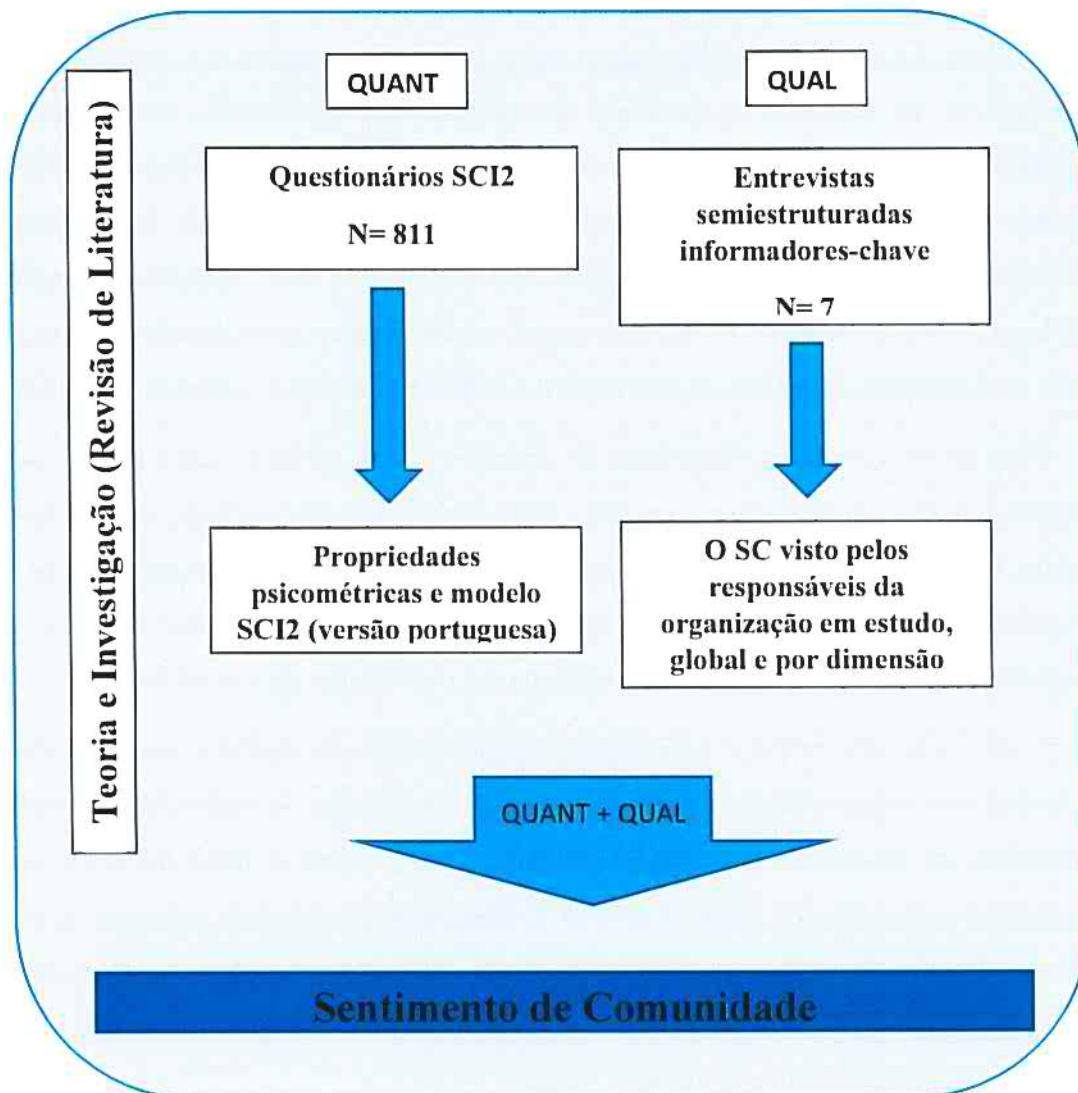 Teoria e Investigação (Revisão de Literatura)
QUANT
Questionários SCI2
N= 811
Propriedades
psicométricas e modelo
SCI2 (versão portuguesa)
QUAL
Entrevistas
semiestruturadas
informadores-chave
N= 7
O SC visto pelos
responsáveis da
organização em estudo,
global e por dimensão
QUANT + QUAL
Sentimento de Comunidade